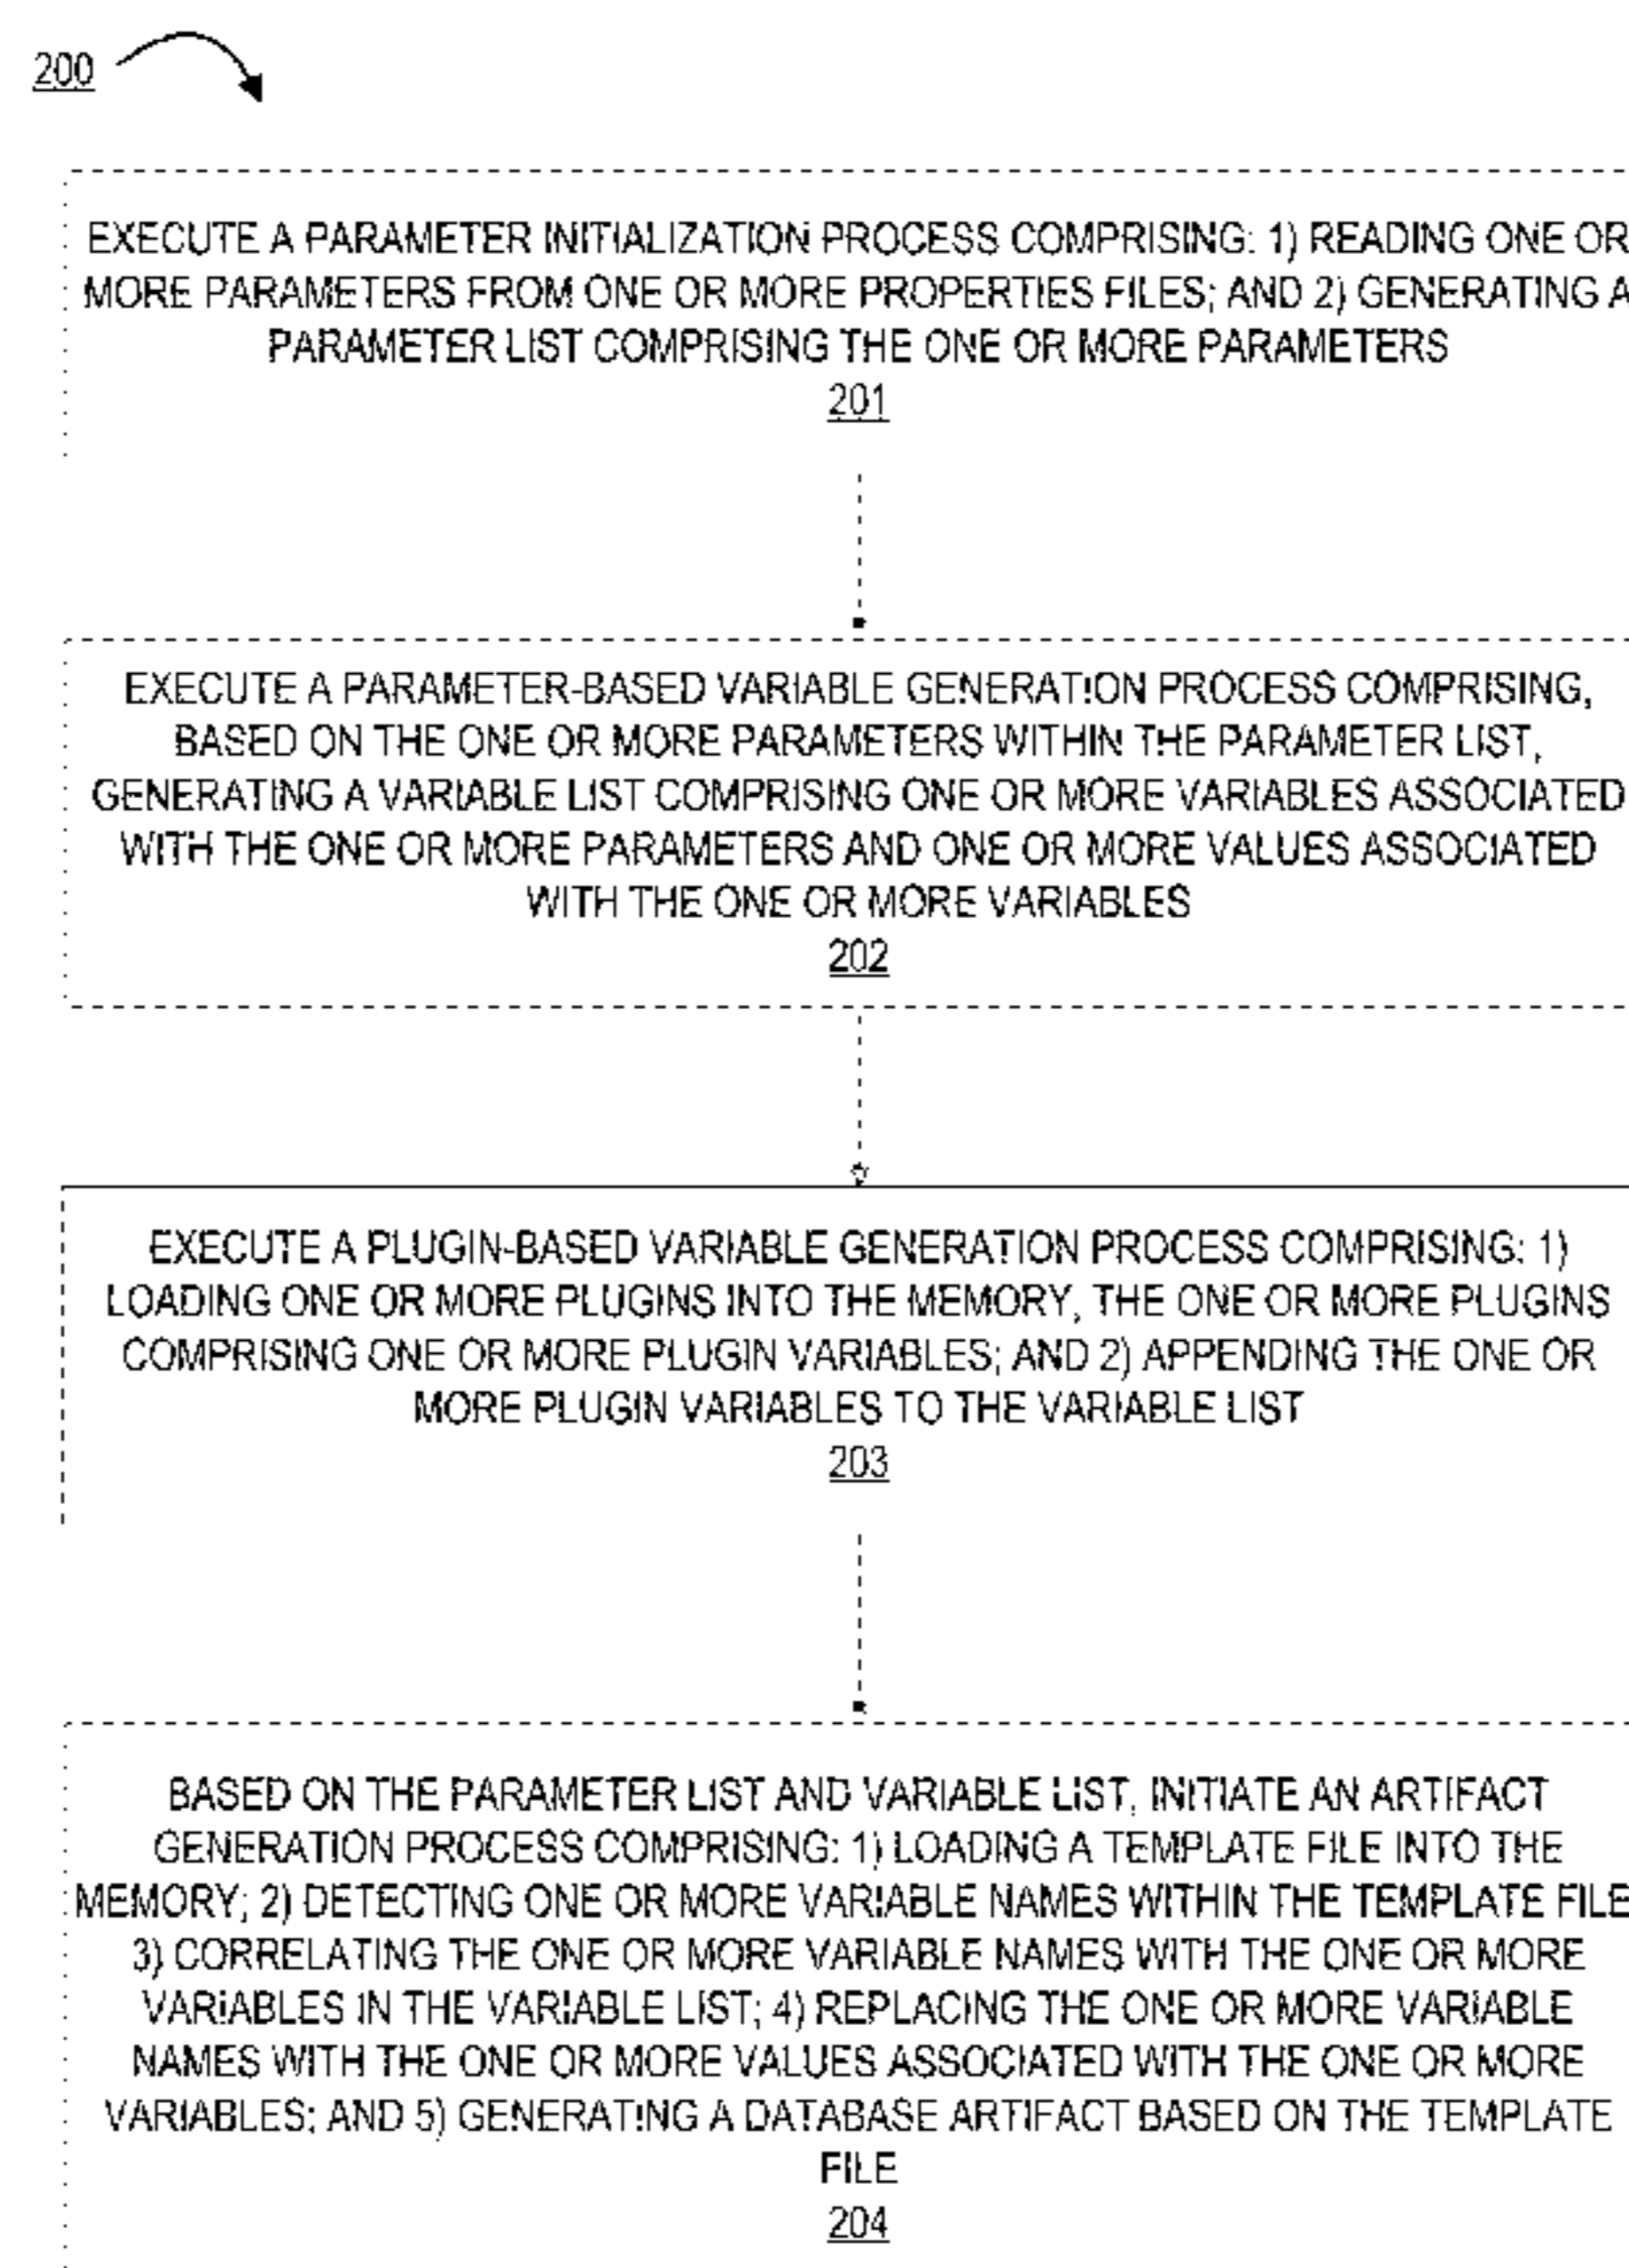 200
EXECUTE A PARAMETER INITIALIZATION PROCESS COMPRISING: 1) READING ONE OR
MORE PARAMETERS FROM ONE OR MORE PROPERTIES FILES; AND 2) GENERATING A
PARAMETER LIST COMPRISING THE ONE OR MORE PARAMETERS
201
EXECUTE A PARAMETER-BASED VARIABLE GENERATION PROCESS COMPRISING,
BASED ON THE ONE OR MORE PARAMETERS WITHIN THE PARAMETER LIST,
GENERATING A VARIABLE LIST COMPRISING ONE OR MORE VARIABLES ASSOCIATED
WITH THE ONE OR MORE PARAMETERS AND ONE OR MORE VALUES ASSOCIATED
WITH THE ONE OR MORE VARIABLES
202
EXECUTE A PLUGIN-BASED VARIABLE GENERATION PROCESS COMPRISING: 1)
LOADING ONE OR MORE PLUGINS INTO THE MEMORY, THE ONE OR MORE PLUGINS
COMPRISING ONE OR MORE PLUGIN VARIABLES; AND 2) APPENDING THE ONE OR
MORE PLUGIN VARIABLES TO THE VARIABLE LIST
203
BASED ON THE PARAMETER LIST AND VARIABLE LIST, INITIATE AN ARTIFACT
GENERATION PROCESS COMPRISING: 1) LOADING A TEMPLATE FILE INTO THE
MEMORY; 2) DETECTING ONE OR MORE VARIABLE NAMES WITHIN THE TEMPLATE FILE
3) CORRELATING THE ONE OR MORE VARIABLE NAMES WITH THE ONE OR MORE
VARIABLES IN THE VARIABLE LIST; 4) REPLACING THE ONE OR MORE VARIABLE
NAMES WITH THE ONE OR MORE VALUES ASSOCIATED WITH THE ONE OR MORE
VARIABLES; AND 5) GENERATING A DATABASE ARTIFACT BASED ON THE TEMPLATE
FILE
204